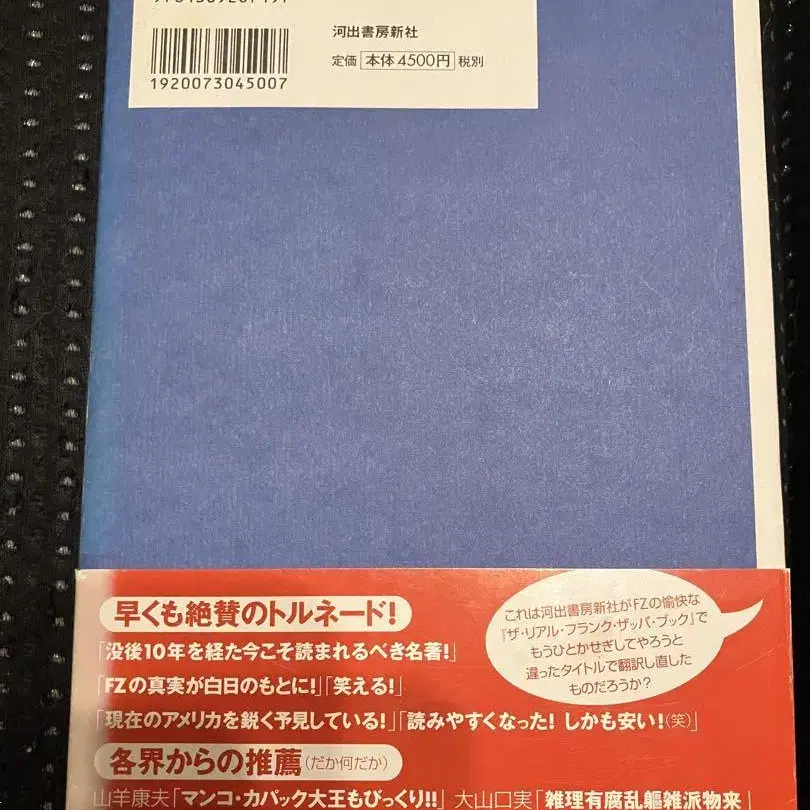 河出書房新社
定価 本体4500円 税別
1920073045007
早くも絶賛のトルネード!
「没後10年を経た今こそ読まれるべき名著!」
「FZの真実が白日のもとに!」「笑える!」
「現在のアメリカを鋭く予見している!」「読みやすくなった! しかも安い!(笑)」
これは河出書房新社がFZの愉快な
『ザ・リアル・フランク・ザッパ・ブック』で
もうひとかせぎしてやろうと
違ったタイトルで翻訳し直した
ものだろうか?
各界からの推薦(だか何だか)
山羊康夫「マンコ・カパック大王もびっくり!!」 大山口実「雑理有腐乱軀雑派物来」